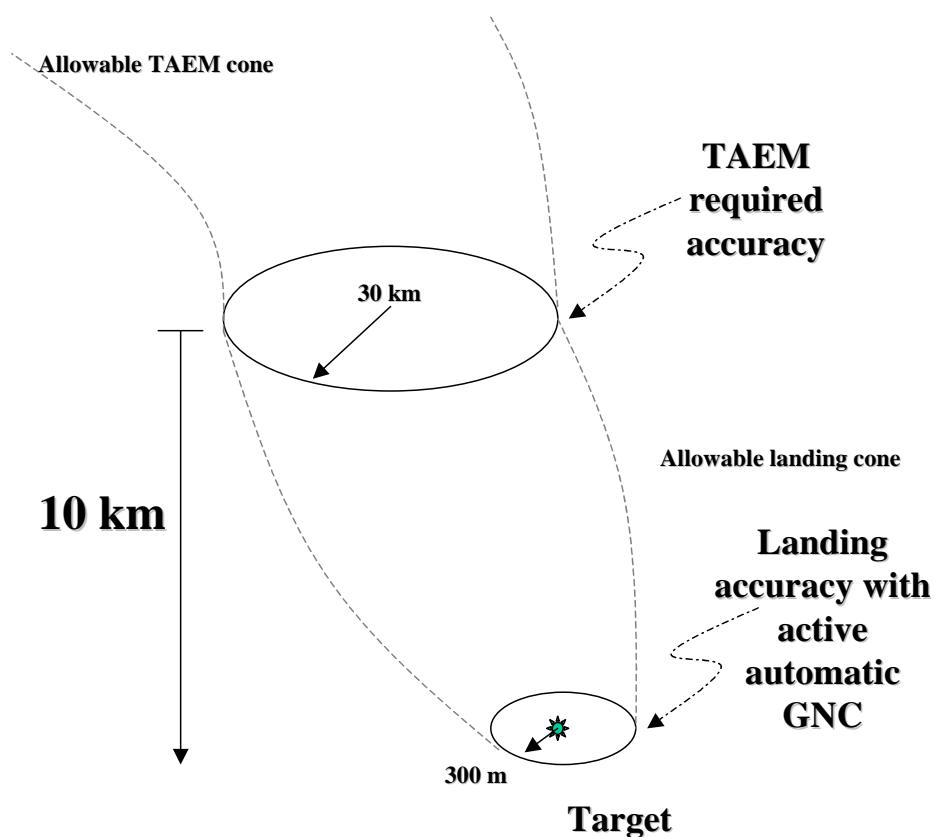 Allowable TAEM cone
TAEM
required
accuracy
30 km
Allowable landing cone
10 km
Landing
accuracy with
active
automatic
GNC
300 m
Target